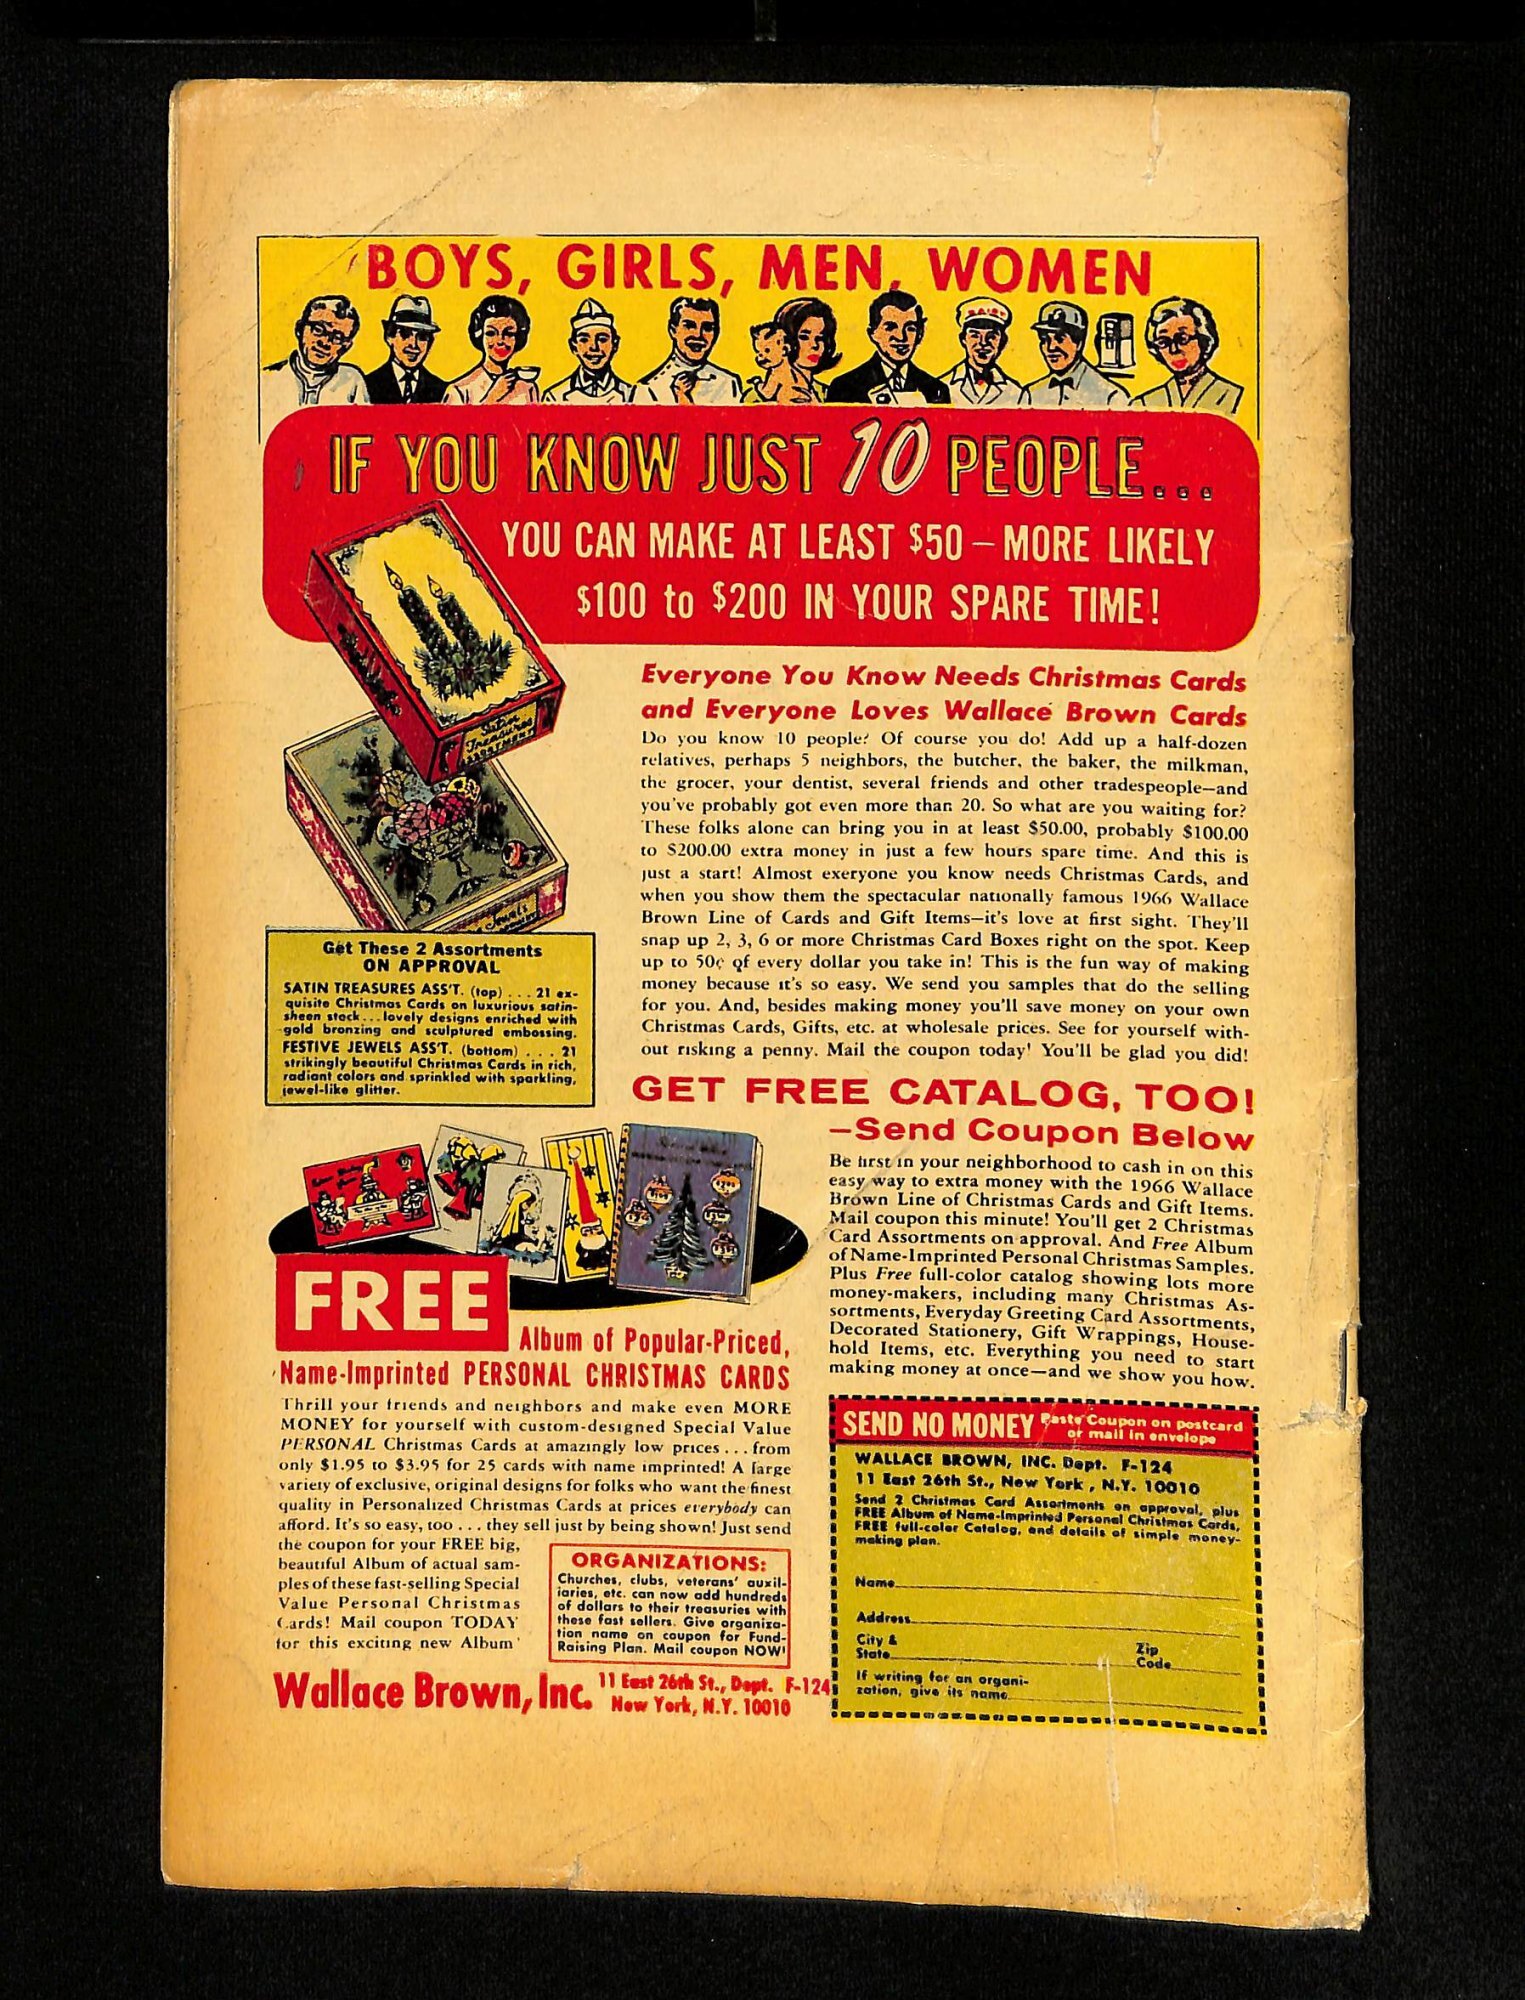 BOYS, GIRLS, MEN, WOMEN
DAIRY
IF YOU KNOW JUST 10 PEOPLE...
YOU CAN MAKE AT LEAST $50 – MORE LIKELY
$100 to $200 IN YOUR SPARE TIME!
Satin
Treasures
ASSORTMENT
Jewels
Everyone You Know Needs Christmas Cards
and Everyone Loves Wallace Brown Cards
Do you know 10 people? Of course you do! Add up a half-dozen
relatives, perhaps 5 neighbors, the butcher, the baker, the milkman,
the grocer, your dentist, several friends and other tradespeople—and
you've probably got even more than 20. So what are you waiting for?
These folks alone can bring you in at least $50.00, probably $100.00
to $200.00 extra money in just a few hours spare time. And this is
just a start! Almost exeryone you know needs Christmas Cards, and
when you show them the spectacular nationally famous 1966 Wallace
Brown Line of Cards and Gift Items—it's love at first sight. They'll
snap up 2, 3, 6 or more Christmas Card Boxes right on the spot. Keep
up to 50¢ of every dollar you take in! This is the fun way of making
money because it's so easy. We send you samples that do the selling
for you. And, besides making money you'll save money on your own
Christmas Cards, Gifts, etc. at wholesale prices. See for yourself with-
out risking a penny. Mail the coupon today! You'll be glad you did!
Get These 2 Assortments
ON APPROVAL
SATIN TREASURES ASS'T. (top) . . . 21 ex-
quisite Christmas Cards on luxurious satin-
sheen stock...lovely designs enriched with
gold bronzing and sculptured embossing.
FESTIVE JEWELS ASS'T. (bottom) . . . 21
strikingly beautiful Christmas Cards in rich,
radiant colors and sprinkled with sparkling,
jewel-like glitter.
GET FREE CATALOG, TOO!
—Send Coupon Below
Be first in your neighborhood to cash in on this
easy way to extra money with the 1966 Wallace
Brown Line of Christmas Cards and Gift Items.
Mail coupon this minute! You'll get 2 Christmas
Card Assortments on approval. And Free Album
of Name-Imprinted Personal Christmas Samples.
Plus Free full-color catalog showing lots more
money-makers, including many Christmas As-
sortments, Everyday Greeting Card Assortments,
Decorated Stationery, Gift Wrappings, House-
hold Items, etc. Everything you need to start
making money at once—and we show you how.
FREE
Album of Popular-Priced,
Name-Imprinted PERSONAL CHRISTMAS CARDS
Thrill your friends and neighbors and make even MORE
MONEY for yourself with custom-designed Special Value
PERSONAL Christmas Cards at amazingly low prices . . . from
only $1.95 to $3.95 for 25 cards with name imprinted! A large
variety of exclusive, original designs for folks who want the finest
quality in Personalized Christmas Cards at prices everybody can
afford. It's so easy, too . . . they sell just by being shown! Just send
the coupon for your FREE big,
beautiful Album of actual sam-
ples of these fast-selling Special
Value Personal Christmas
Cards! Mail coupon TODAY
for this exciting new Album!
ORGANIZATIONS:
Churches, clubs, veterans' auxil-
iaries, etc. can now add hundreds
of dollars to their treasuries with
these fast sellers. Give organiza-
tion name on coupon for Fund-
Raising Plan. Mail coupon NOW!
Wallace Brown, Inc. 11 East 26th St., Dept. F-124
New York, N.Y. 10010
SEND NO MONEY Paste Coupon on postcard
or mail in envelope
WALLACE BROWN, INC. Dept. F-124
11 East 26th St., New York , N.Y. 10010
Send 2 Christmas Card Assortments on approval, plus
FREE Album of Name-Imprinted Personal Christmas Cards,
FREE full-color Catalog, and details of simple money-
making plan.
Name
Address
City &
State
Zip
Code
If writing for an organi-
zation, give its name